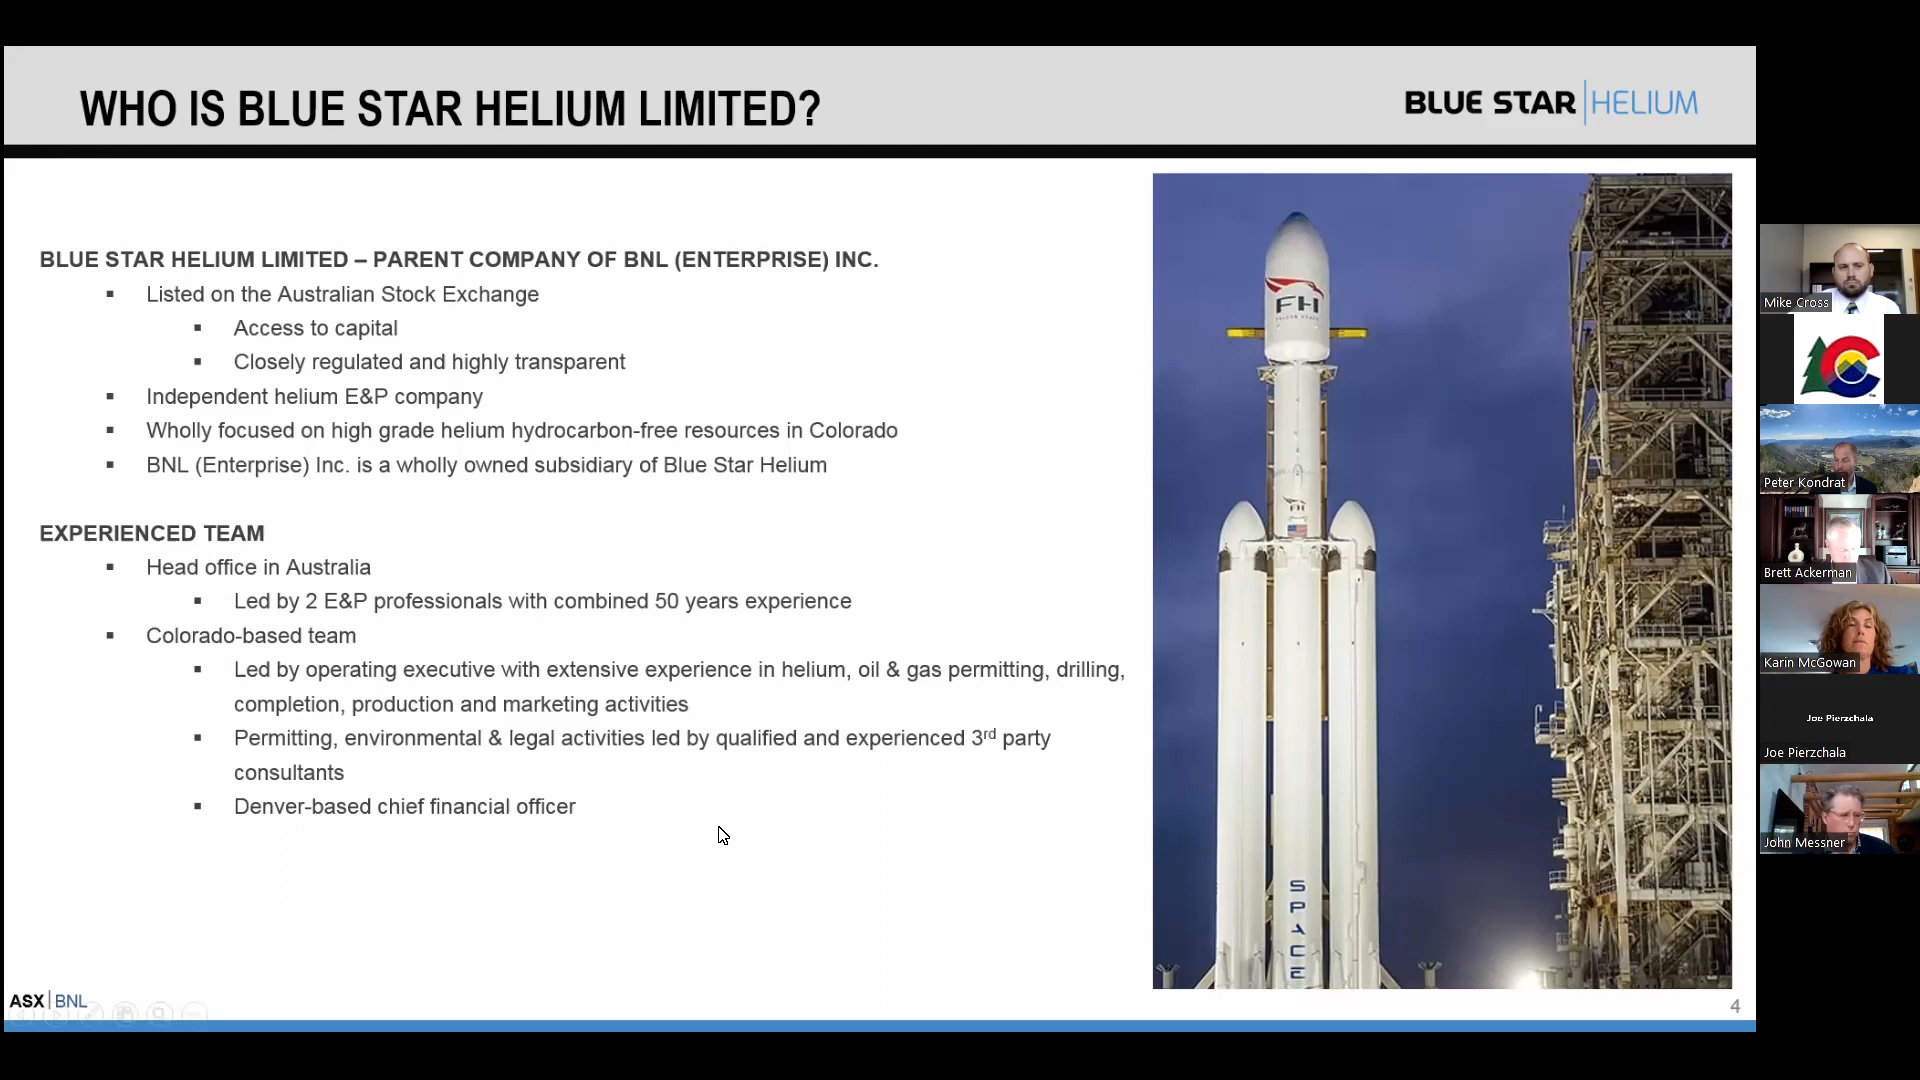 WHO IS BLUE STAR HELIUM LIMITED?
BLUE STAR HELIUM
BLUE STAR HELIUM LIMITED – PARENT COMPANY OF BNL (ENTERPRISE) INC.
▪ Listed on the Australian Stock Exchange
▪ Access to capital
▪ Closely regulated and highly transparent
▪ Independent helium E&P company
▪ Wholly focused on high grade helium hydrocarbon-free resources in Colorado
▪ BNL (Enterprise) Inc. is a wholly owned subsidiary of Blue Star Helium
EXPERIENCED TEAM
▪ Head office in Australia
▪ Led by 2 E&P professionals with combined 50 years experience
▪ Colorado-based team
▪ Led by operating executive with extensive experience in helium, oil & gas permitting, drilling,
completion, production and marketing activities
▪ Permitting, environmental & legal activities led by qualified and experienced 3rd party
consultants
▪ Denver-based chief financial officer
FH
FH
SPACE
ASX BNL
4
Mike Cross
C
Peter Kondrat
Brett Ackerman
Karin McGowan
Joe Pierzchala
Joe Pierzchala
John Messner